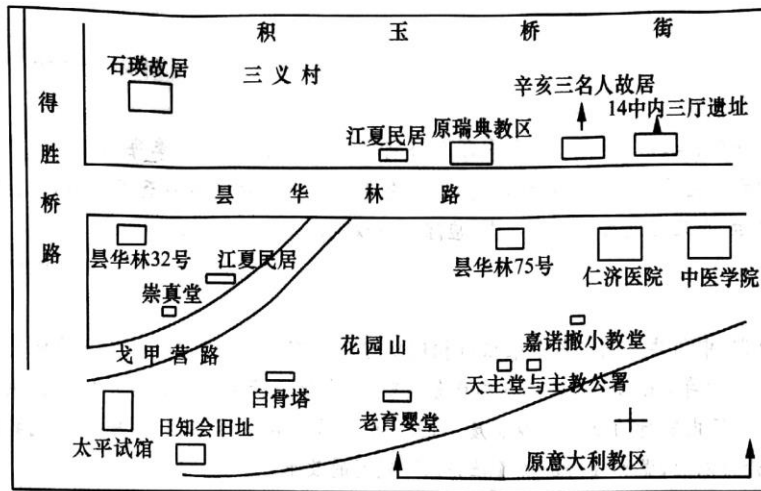 积玉桥街
石瑛故居
三义村
辛亥三名人故居
14中内三厅遗址
得胜桥路
江夏民居
原瑞典教区
昙华林路
昙华林32号
江夏民居
昙华林75号
仁济医院
中医学院
崇真堂
戈甲营路
花园山
嘉诺撒小教堂
天主堂与主教公署
白骨塔
老育婴堂
太平试馆
日知会旧址
原意大利教区